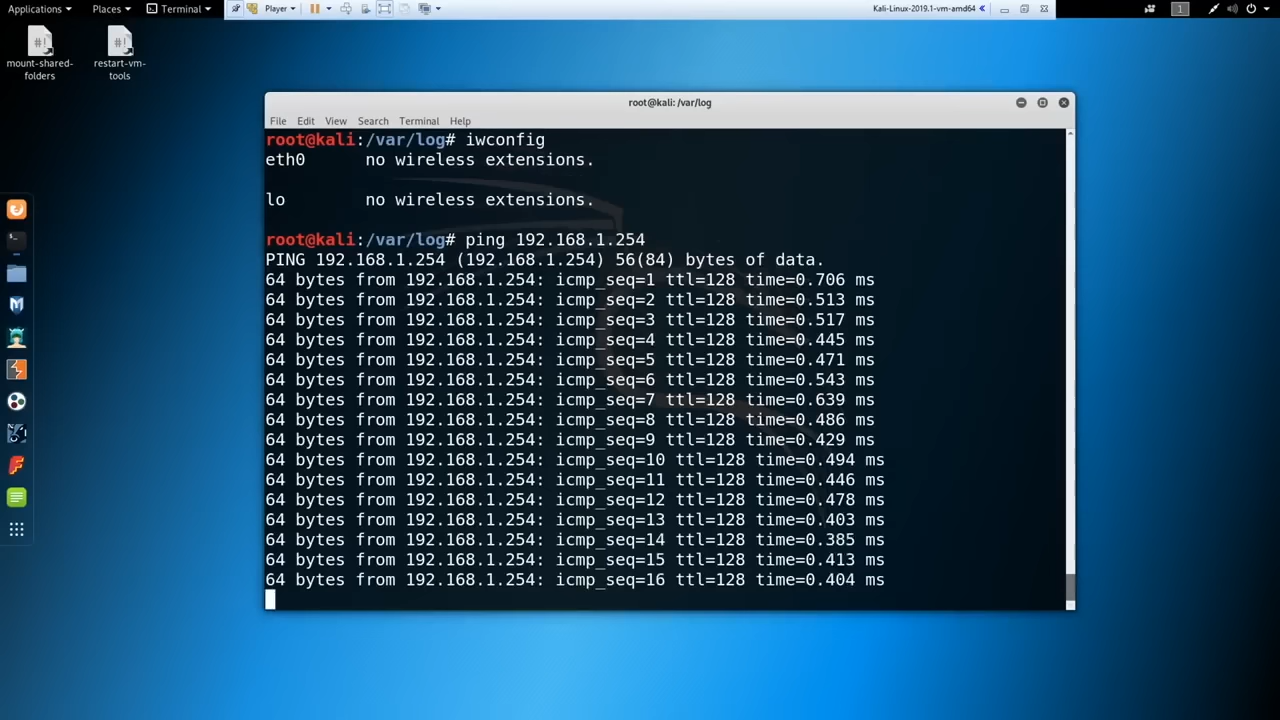 Applications Places Terminal Player Kali-Linux-2019.1-vm-amd64 1
mount-shared-folders
restart-vm-tools
root@kali: /var/log
File Edit View Search Terminal Help
root@kali:/var/log# iwconfig
eth0      no wireless extensions.
lo        no wireless extensions.
root@kali:/var/log# ping 192.168.1.254
PING 192.168.1.254 (192.168.1.254) 56(84) bytes of data.
64 bytes from 192.168.1.254: icmp_seq=1 ttl=128 time=0.706 ms
64 bytes from 192.168.1.254: icmp_seq=2 ttl=128 time=0.513 ms
64 bytes from 192.168.1.254: icmp_seq=3 ttl=128 time=0.517 ms
64 bytes from 192.168.1.254: icmp_seq=4 ttl=128 time=0.445 ms
64 bytes from 192.168.1.254: icmp_seq=5 ttl=128 time=0.471 ms
64 bytes from 192.168.1.254: icmp_seq=6 ttl=128 time=0.543 ms
64 bytes from 192.168.1.254: icmp_seq=7 ttl=128 time=0.639 ms
64 bytes from 192.168.1.254: icmp_seq=8 ttl=128 time=0.486 ms
64 bytes from 192.168.1.254: icmp_seq=9 ttl=128 time=0.429 ms
64 bytes from 192.168.1.254: icmp_seq=10 ttl=128 time=0.494 ms
64 bytes from 192.168.1.254: icmp_seq=11 ttl=128 time=0.446 ms
64 bytes from 192.168.1.254: icmp_seq=12 ttl=128 time=0.478 ms
64 bytes from 192.168.1.254: icmp_seq=13 ttl=128 time=0.403 ms
64 bytes from 192.168.1.254: icmp_seq=14 ttl=128 time=0.385 ms
64 bytes from 192.168.1.254: icmp_seq=15 ttl=128 time=0.413 ms
64 bytes from 192.168.1.254: icmp_seq=16 ttl=128 time=0.404 ms